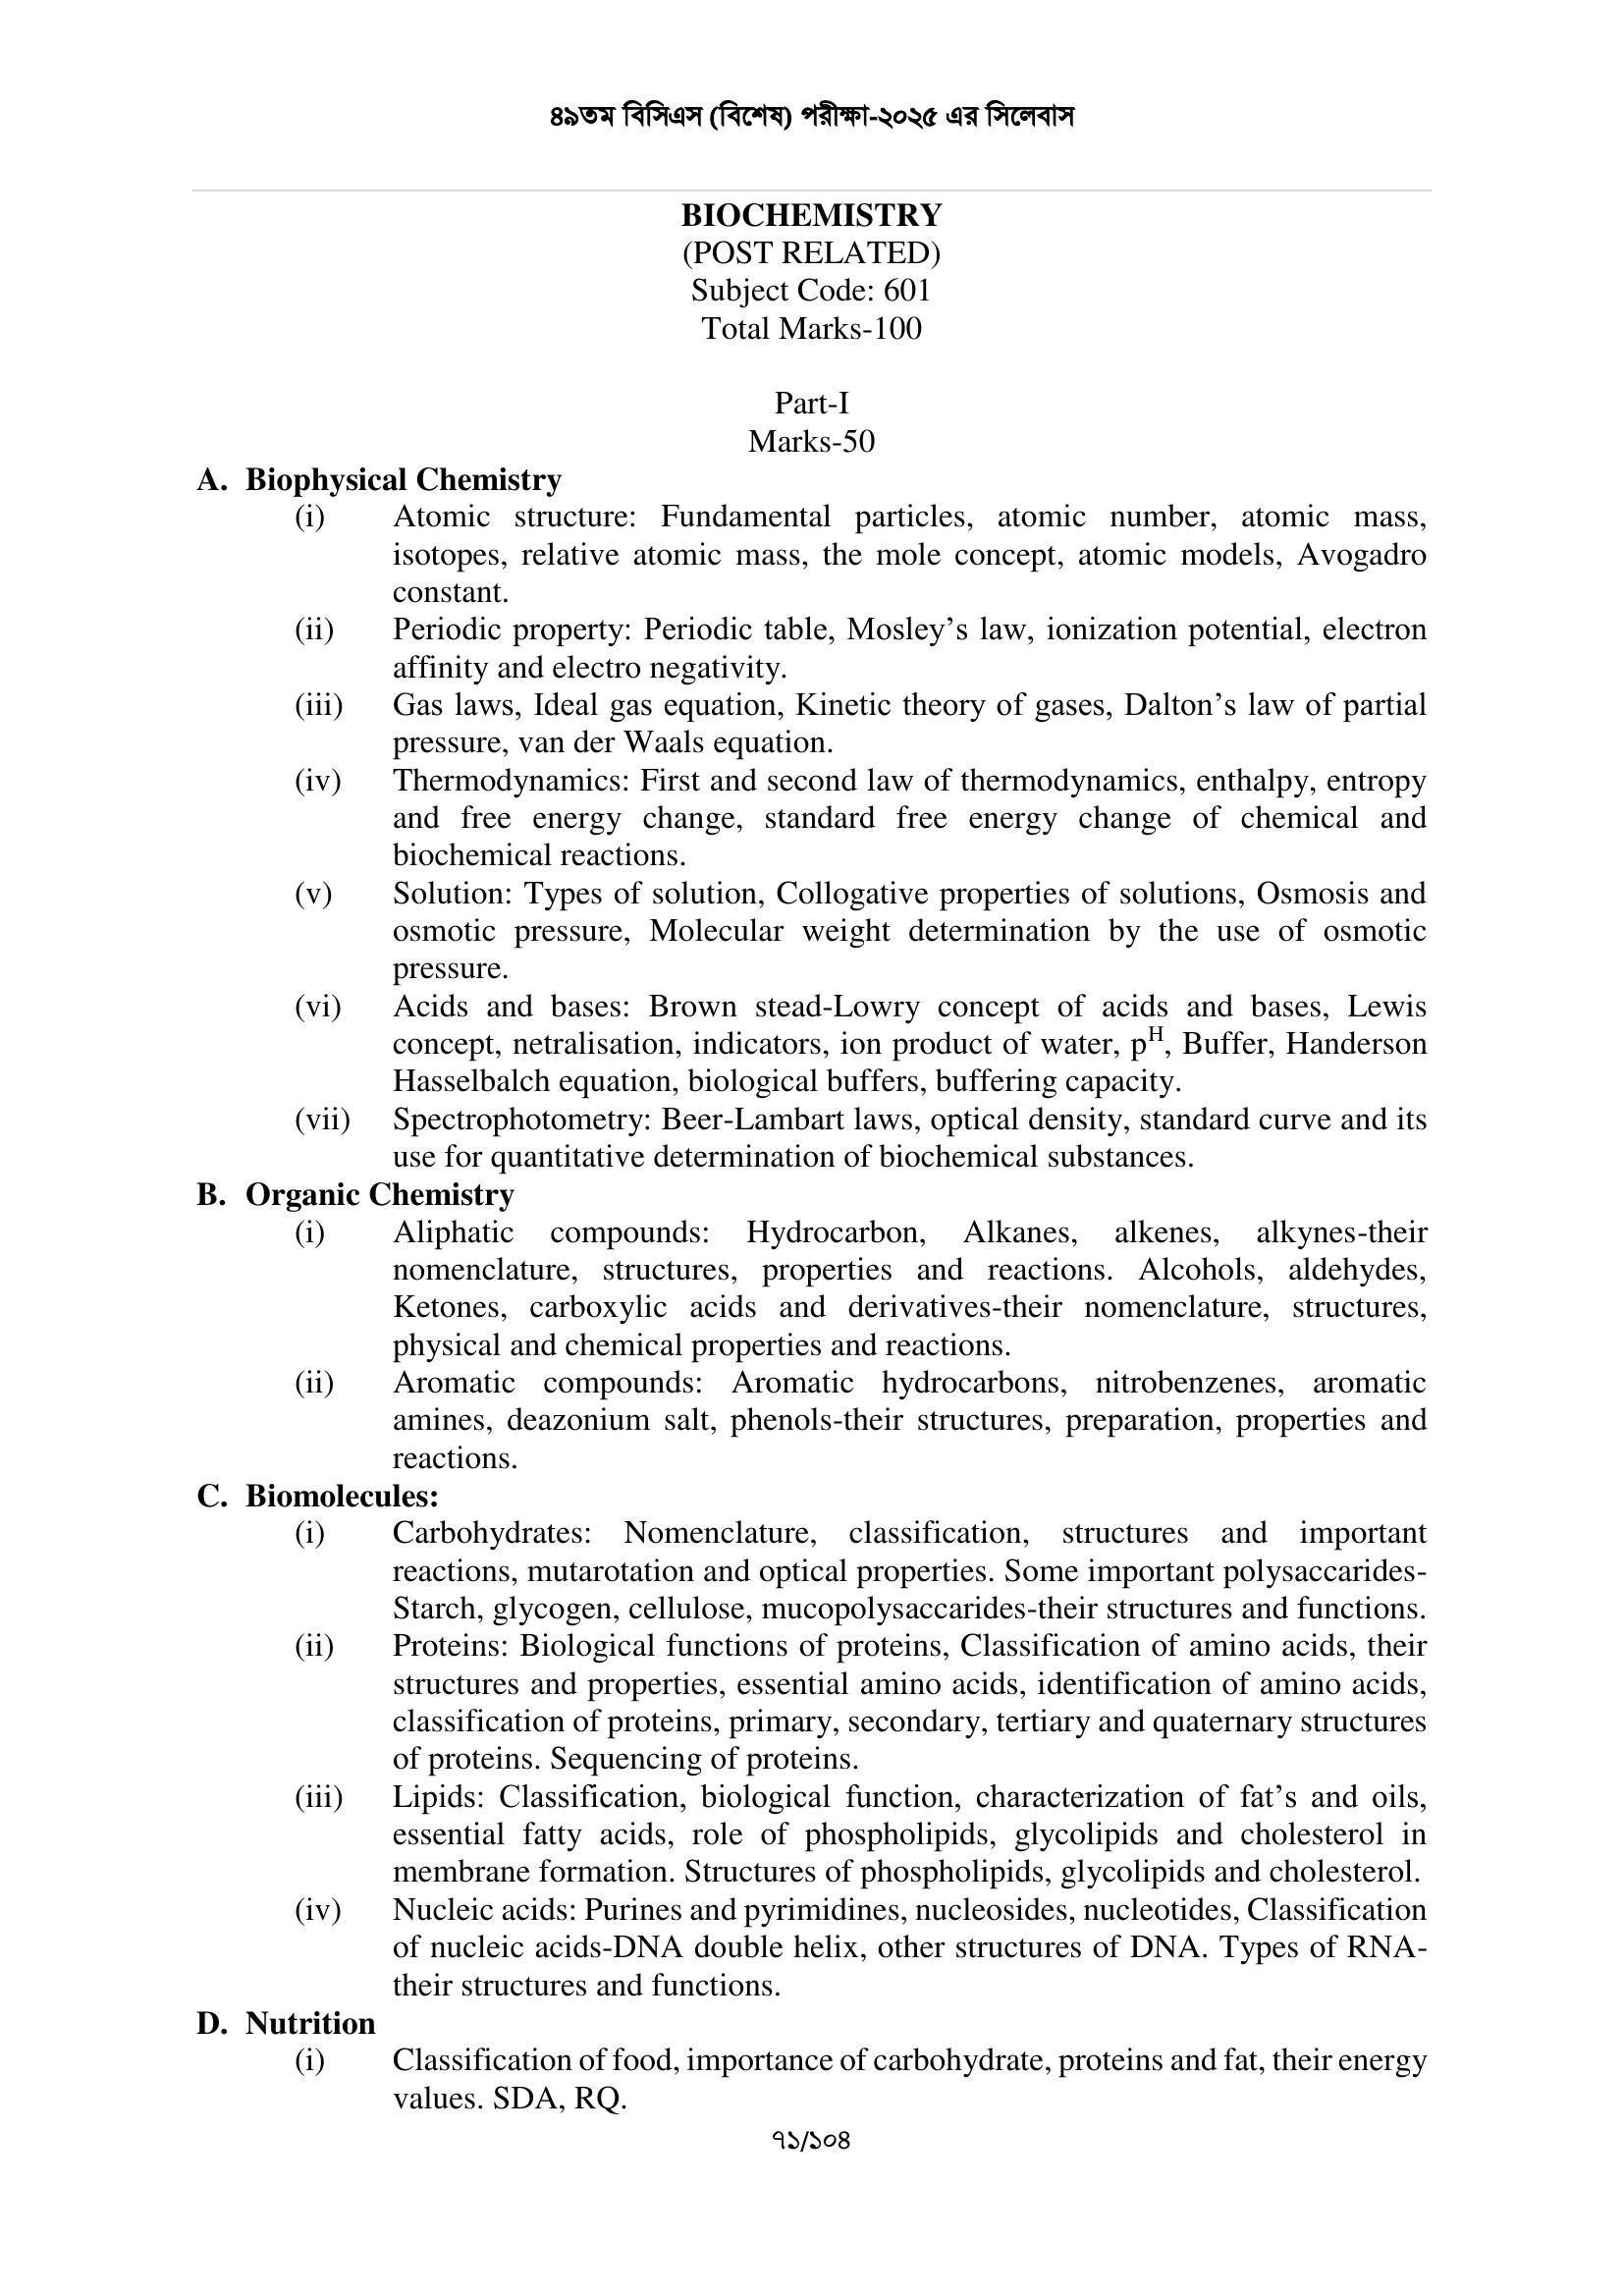 ৪৯তম বিসিএস (বিশেষ) পরীক্ষা-২০২৫ এর সিলেবাস
BIOCHEMISTRY
(POST RELATED)
Subject Code: 601
Total Marks-100
Part-I
Marks-50
A. Biophysical Chemistry
(i) Atomic structure: Fundamental particles, atomic number, atomic mass,
isotopes, relative atomic mass, the mole concept, atomic models, Avogadro
constant.
(ii) Periodic property: Periodic table, Mosley’s law, ionization potential, electron
affinity and electro negativity.
(iii) Gas laws, Ideal gas equation, Kinetic theory of gases, Dalton’s law of partial
pressure, van der Waals equation.
(iv) Thermodynamics: First and second law of thermodynamics, enthalpy, entropy
and free energy change, standard free energy change of chemical and
biochemical reactions.
(v) Solution: Types of solution, Collogative properties of solutions, Osmosis and
osmotic pressure, Molecular weight determination by the use of osmotic
pressure.
(vi) Acids and bases: Brown stead-Lowry concept of acids and bases, Lewis
concept, netralisation, indicators, ion product of water, p^H, Buffer, Handerson
Hasselbalch equation, biological buffers, buffering capacity.
(vii) Spectrophotometry: Beer-Lambart laws, optical density, standard curve and its
use for quantitative determination of biochemical substances.
B. Organic Chemistry
(i) Aliphatic compounds: Hydrocarbon, Alkanes, alkenes, alkynes-their
nomenclature, structures, properties and reactions. Alcohols, aldehydes,
Ketones, carboxylic acids and derivatives-their nomenclature, structures,
physical and chemical properties and reactions.
(ii) Aromatic compounds: Aromatic hydrocarbons, nitrobenzenes, aromatic
amines, deazonium salt, phenols-their structures, preparation, properties and
reactions.
C. Biomolecules:
(i) Carbohydrates: Nomenclature, classification, structures and important
reactions, mutarotation and optical properties. Some important polysaccarides-
Starch, glycogen, cellulose, mucopolysaccarides-their structures and functions.
(ii) Proteins: Biological functions of proteins, Classification of amino acids, their
structures and properties, essential amino acids, identification of amino acids,
classification of proteins, primary, secondary, tertiary and quaternary structures
of proteins. Sequencing of proteins.
(iii) Lipids: Classification, biological function, characterization of fat’s and oils,
essential fatty acids, role of phospholipids, glycolipids and cholesterol in
membrane formation. Structures of phospholipids, glycolipids and cholesterol.
(iv) Nucleic acids: Purines and pyrimidines, nucleosides, nucleotides, Classification
of nucleic acids-DNA double helix, other structures of DNA. Types of RNA-
their structures and functions.
D. Nutrition
(i) Classification of food, importance of carbohydrate, proteins and fat, their energy
values. SDA, RQ.
৭১/১০৪